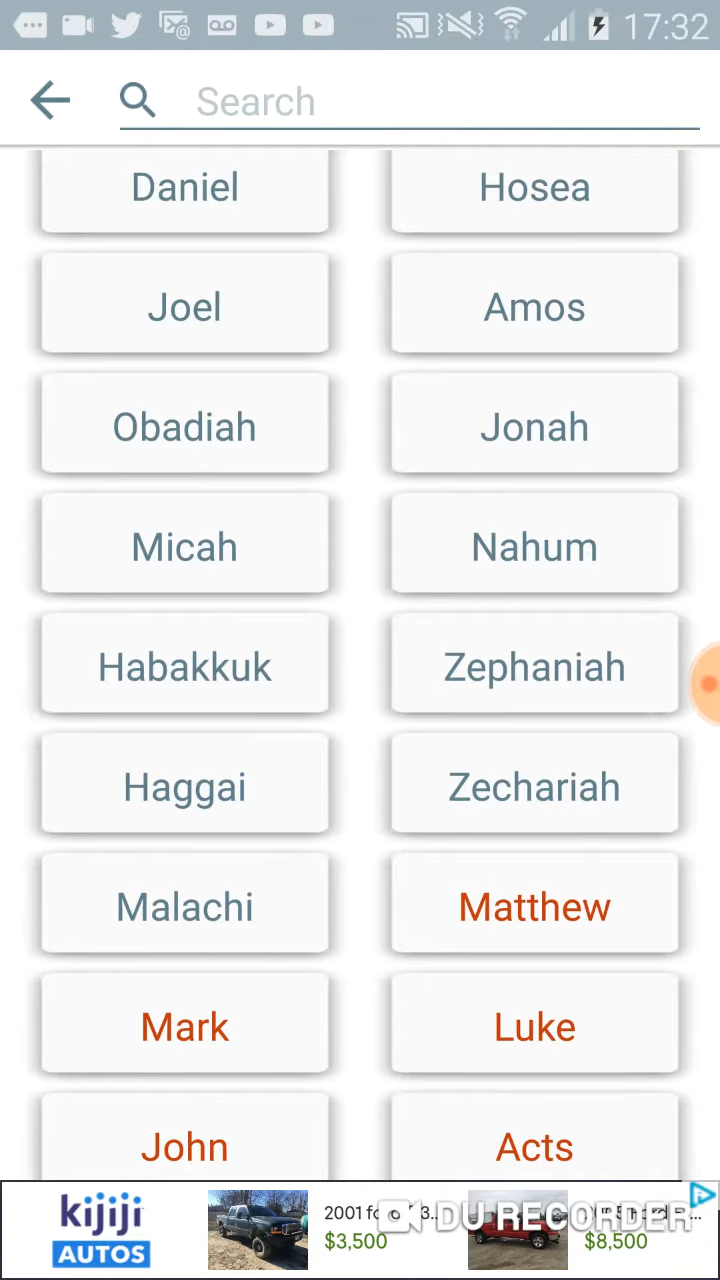 17:32
Search
Daniel Hosea
Joel Amos
Obadiah Jonah
Micah Nahum
Habakkuk Zephaniah
Haggai Zechariah
Malachi Matthew
Mark Luke
John Acts
kijiji
AUTOS
2001
$3,500
DU RECORDER
$8,500